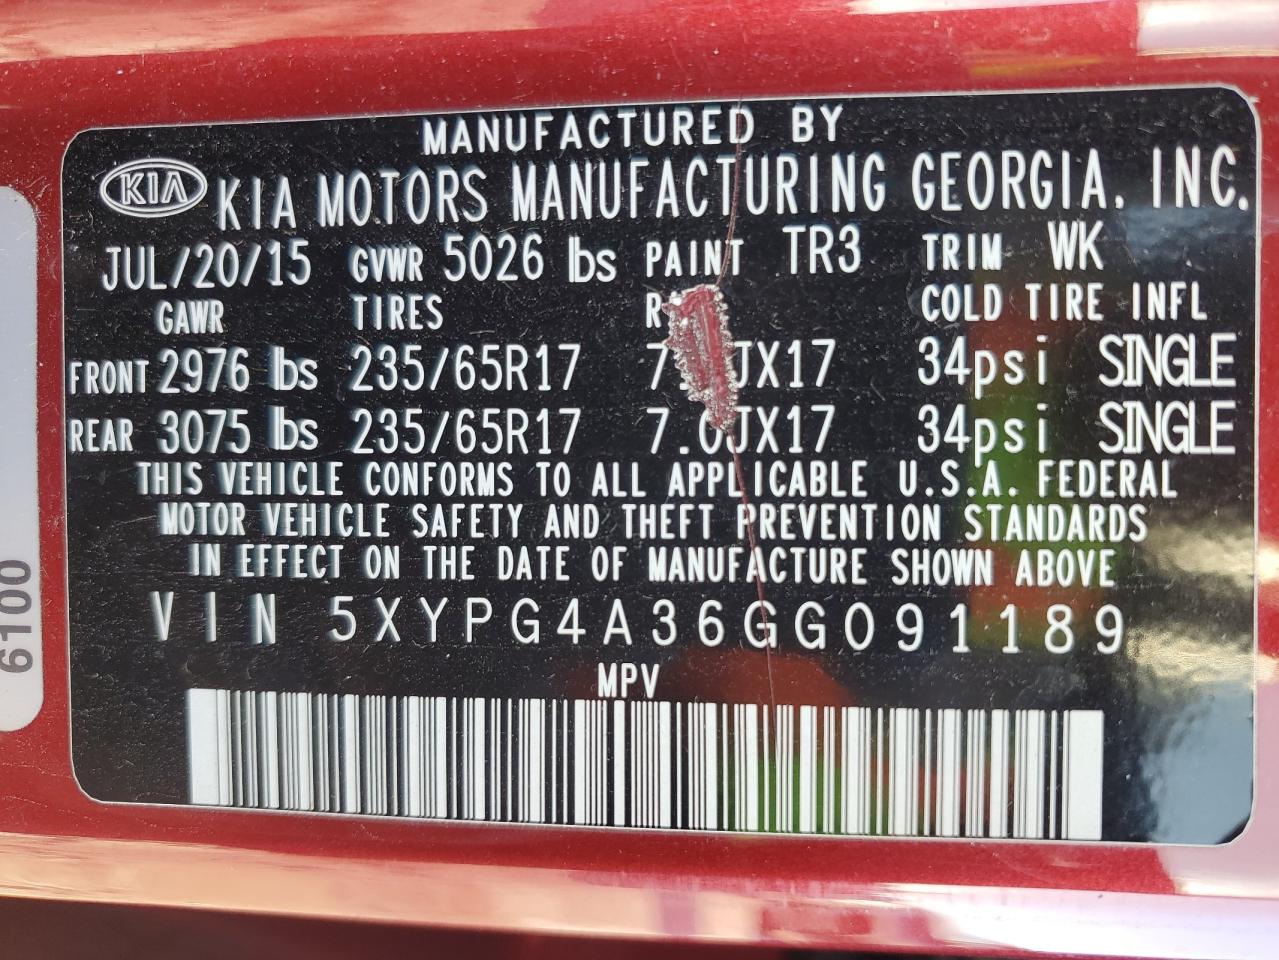 MANUFACTURED BY
KIA KIA MOTORS MANUFACTURING GEORGIA, INC.
JUL/20/15 GVWR 5026 lbs PAINT TR3 TRIM WK
GAWR TIRES COLD TIRE INFL
FRONT 2976 lbs 235/65R17 34psi SINGLE
REAR 3075 lbs 235/65R17 7.0JX17 34psi SINGLE
THIS VEHICLE CONFORMS TO ALL APPLICABLE U.S.A. FEDERAL
MOTOR VEHICLE SAFETY AND THEFT PREVENTION STANDARDS
IN EFFECT ON THE DATE OF MANUFACTURE SHOWN ABOVE
VIN 5XYPG4A36GG091189
MPV
6100